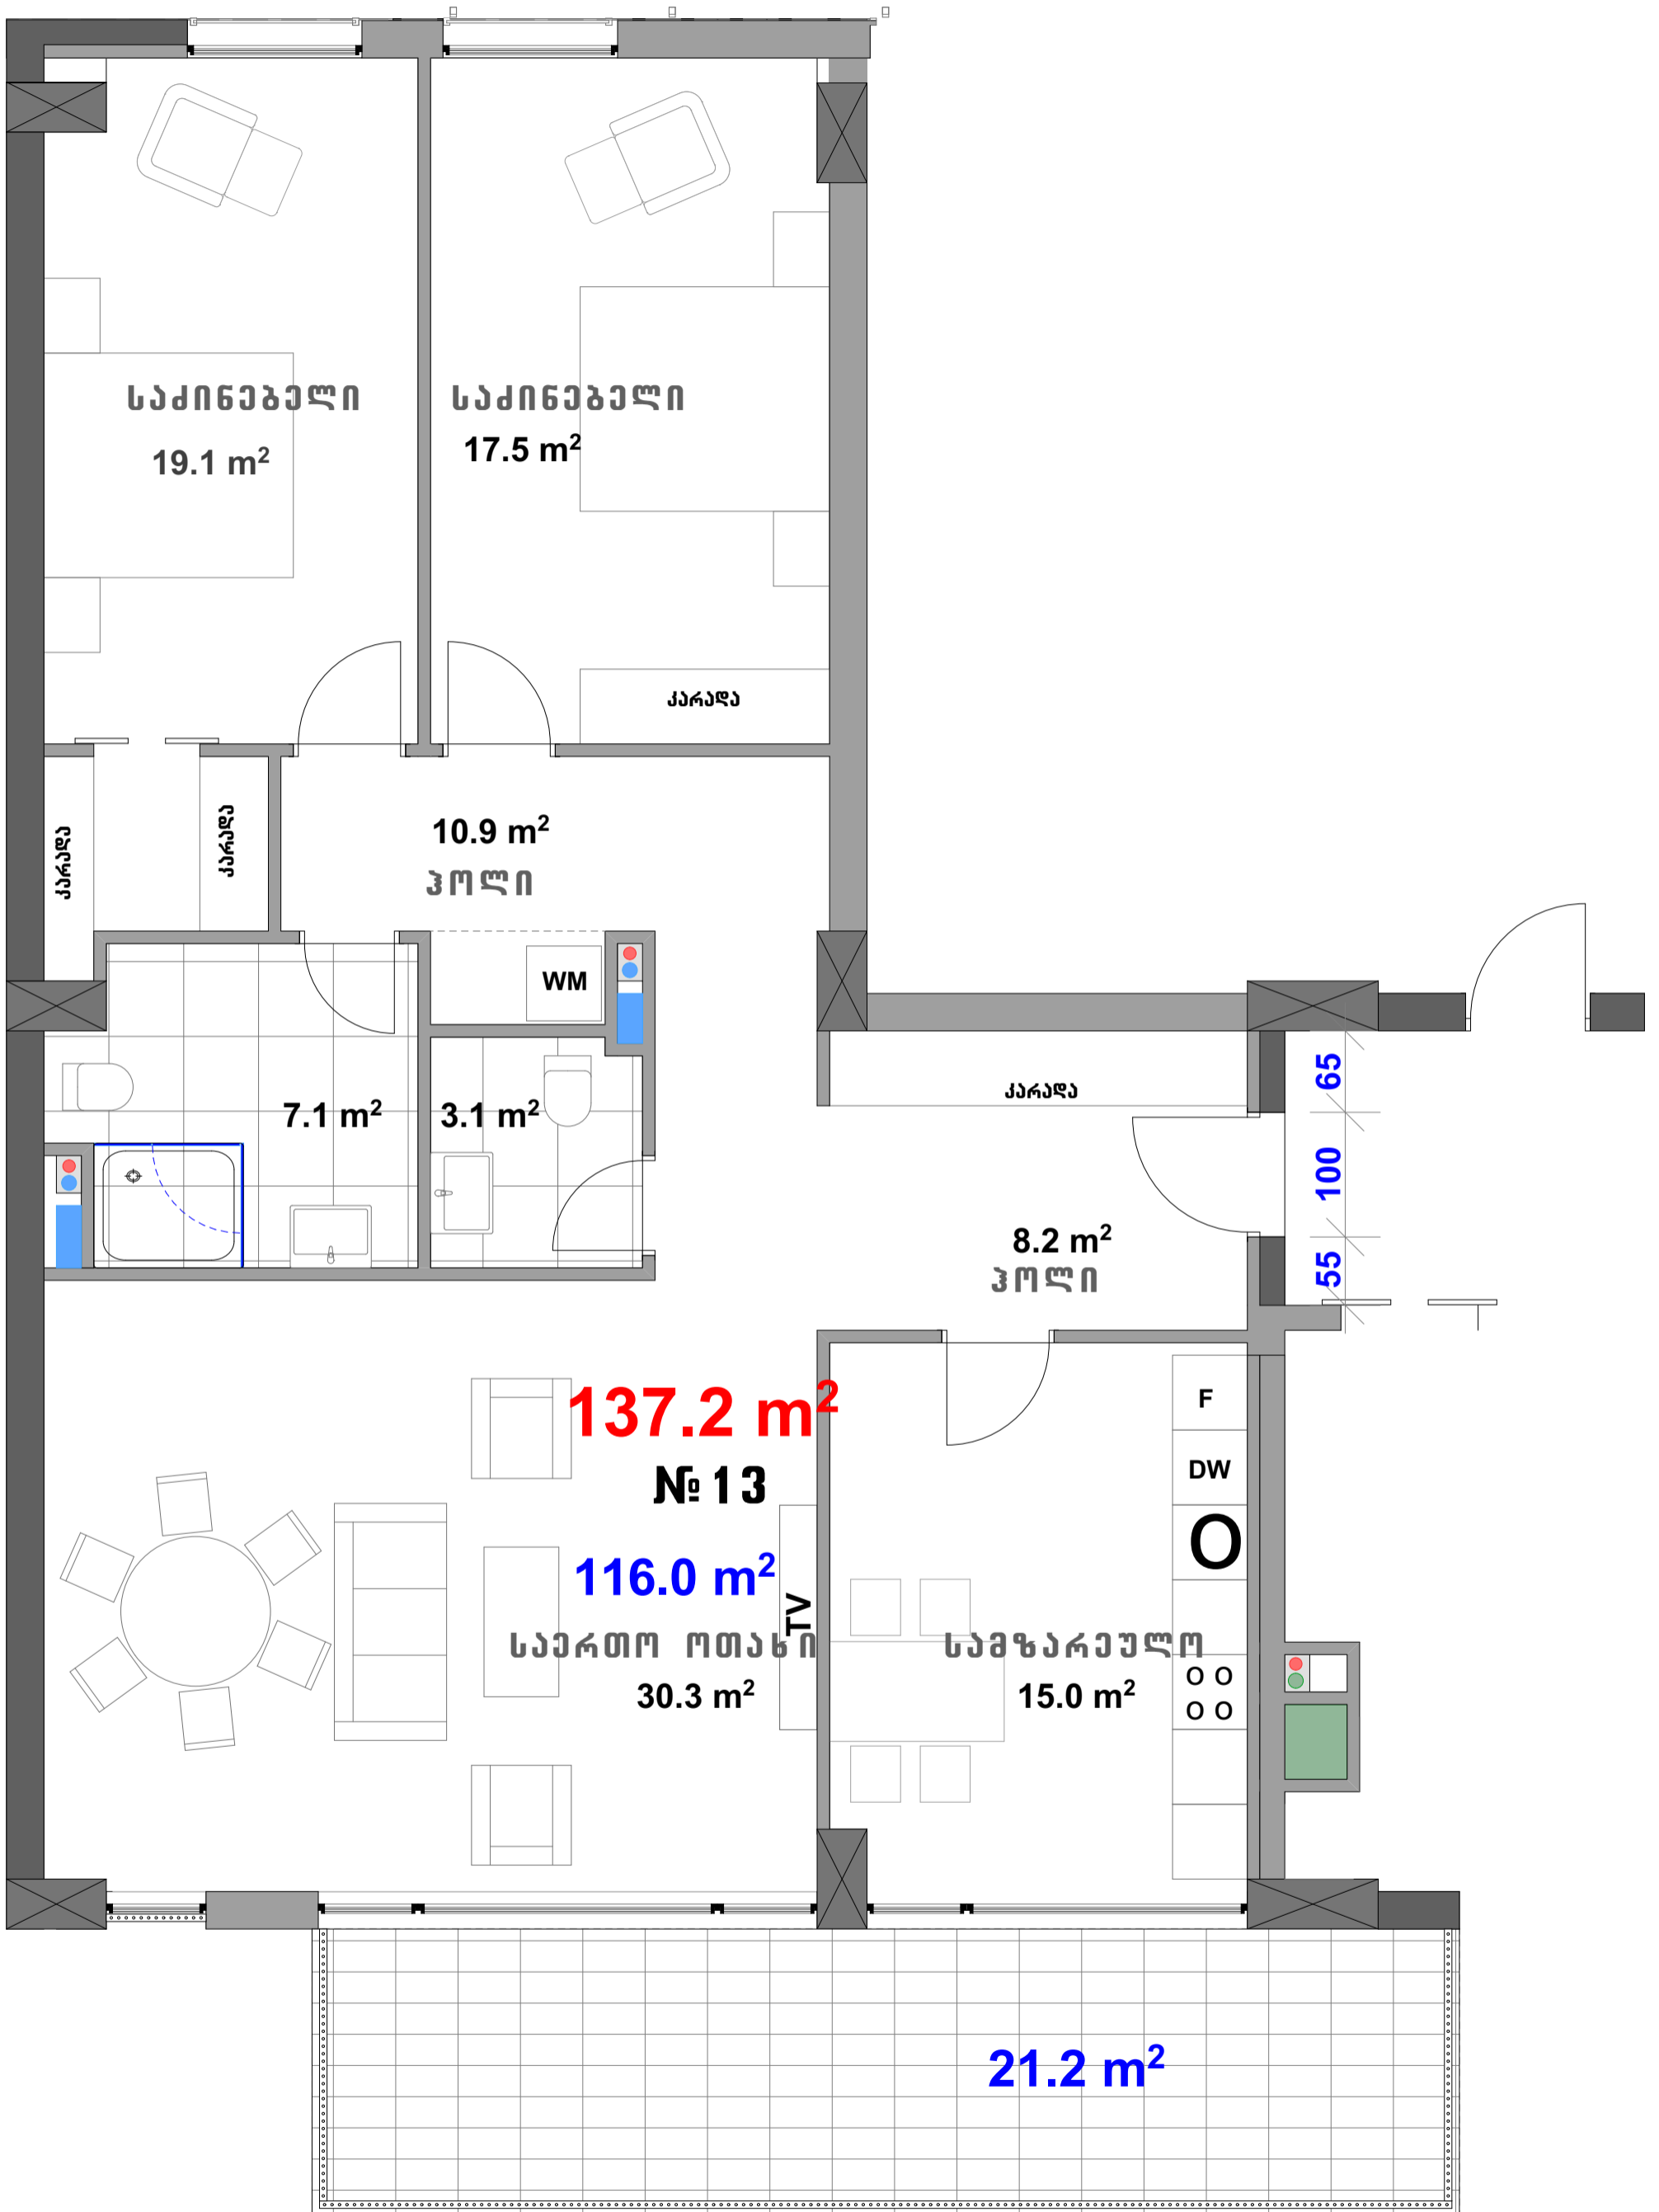 საძინებელი
19.1 m²
საძინებელი
17.5 m²
კარადა
კარადა
კარადა
10.9 m²
ჰოლი
WM
7.1 m²
3.1 m²
კარადა
65
100
55
8.2 m²
ჰოლი
137.2 m²
№ 13
116.0 m²
TV
საერთო ოთახი
30.3 m²
F
DW
O
სამზარეულო
15.0 m²
O O
O O
21.2 m²